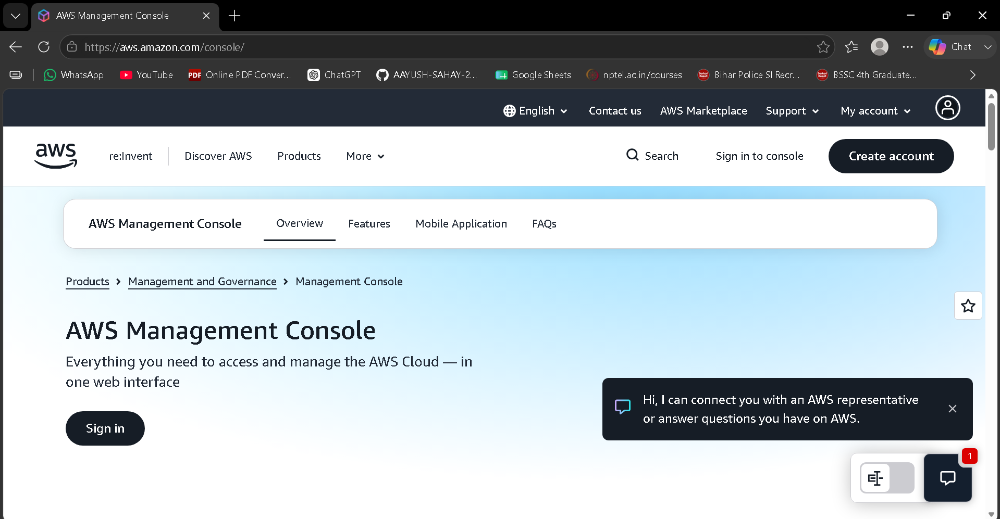 AWS Management Console
https://aws.amazon.com/console/
Chat
WhatsApp
YouTube
PDF Online PDF Conver...
ChatGPT
AAYUSH-SAHAY-2...
Google Sheets
nptel.ac.in/courses
Bihar Police SI Recr...
BSSC 4th Graduate...
English
Contact us
AWS Marketplace
Support
My account
aws
re:Invent
Discover AWS
Products
More
Search
Sign in to console
Create account
AWS Management Console
Overview
Features
Mobile Application
FAQs
Products > Management and Governance > Management Console
AWS Management Console
Everything you need to access and manage the AWS Cloud — in
one web interface
Sign in
Hi, I can connect you with an AWS representative
or answer questions you have on AWS.
1